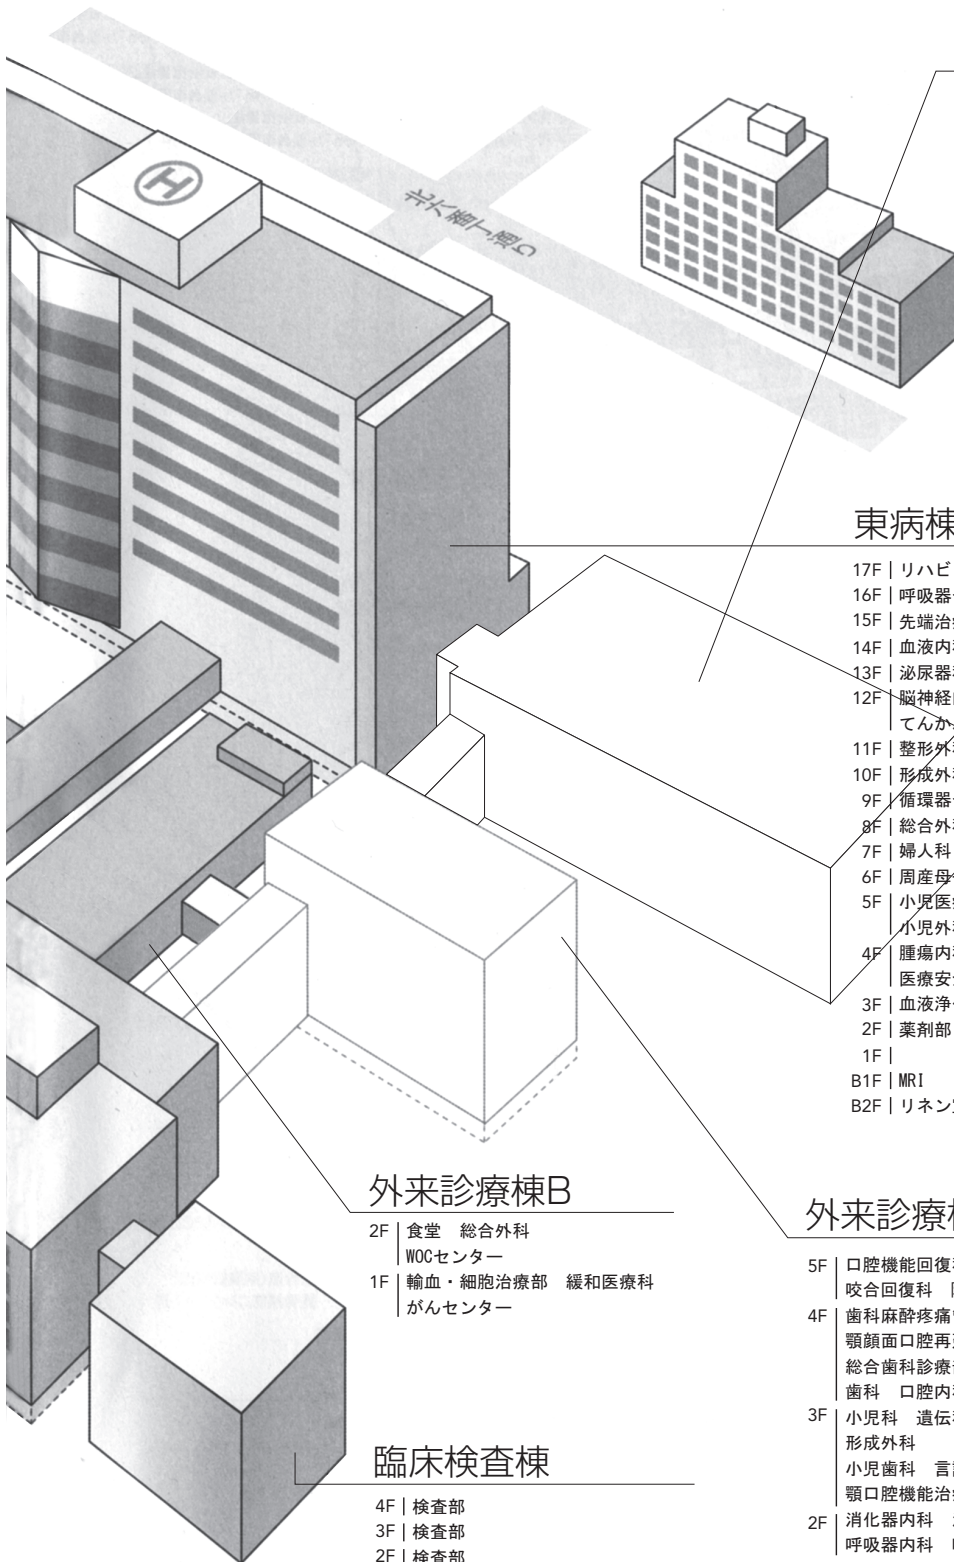 H
北六番丁通り
東病棟
17F リハビ
16F 呼吸器
15F 先端治
14F 血液内
13F 泌尿器
12F 脳神経
てんか
11F 整形外
10F 形成外
9F 循環器
8F 総合外
7F 婦人科
6F 周産母
5F 小児医
小児外
4F 腫瘍内
医療安
3F 血液浄
2F 薬剤部
1F
B1F MRI
B2F リネン
外来診療棟B
2F 食堂 総合外科
WOCセンター
1F 輸血・細胞治療部 緩和医療科
がんセンター
外来診療
5F 口腔機能回復
咬合回復科
4F 歯科麻酔疼痛
顎顔面口腔再
総合歯科診療
歯科 口腔内
3F 小児科 遺伝
形成外科
小児歯科 言
顎口腔機能治
2F 消化器内科
呼吸器内科
臨床検査棟
4F 検査部
3F 検査部
2F 検査部